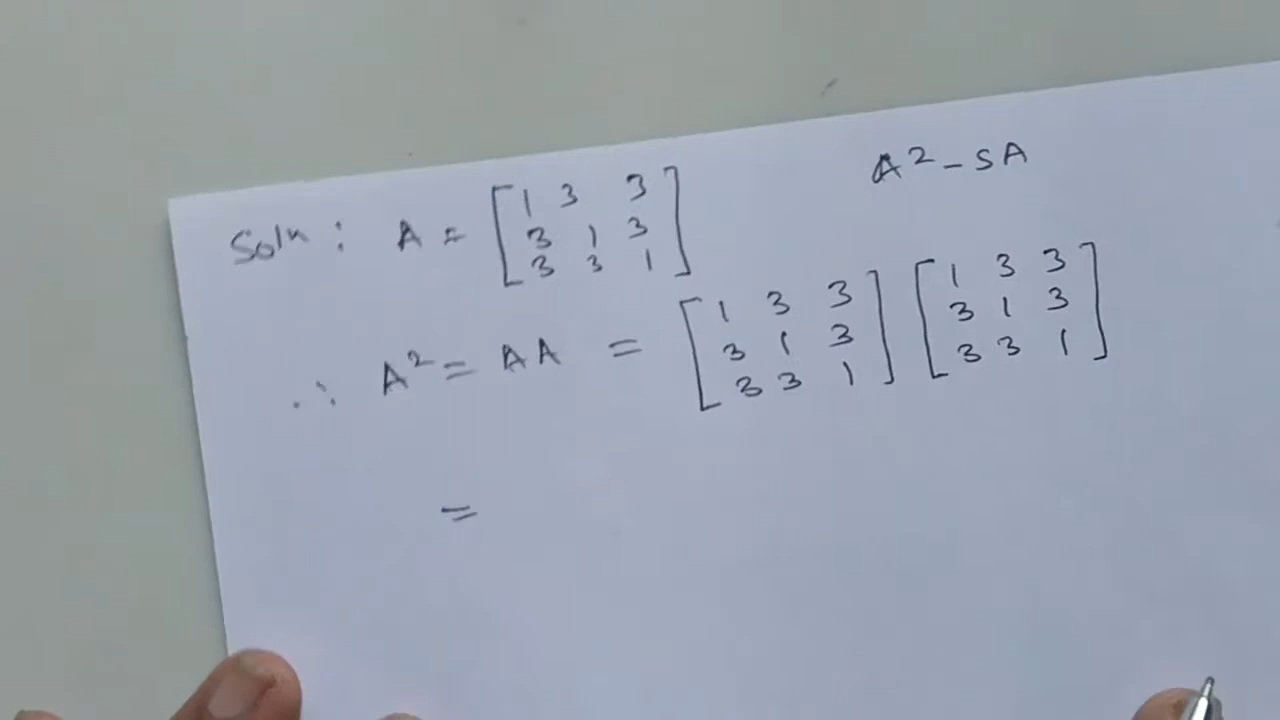 A² - 5A
Soln : A = [1 3 3
3 1 3
3 3 1]
∴ A² = AA = [1 3 3
3 1 3
3 3 1] [1 3 3
3 1 3
3 3 1]
=